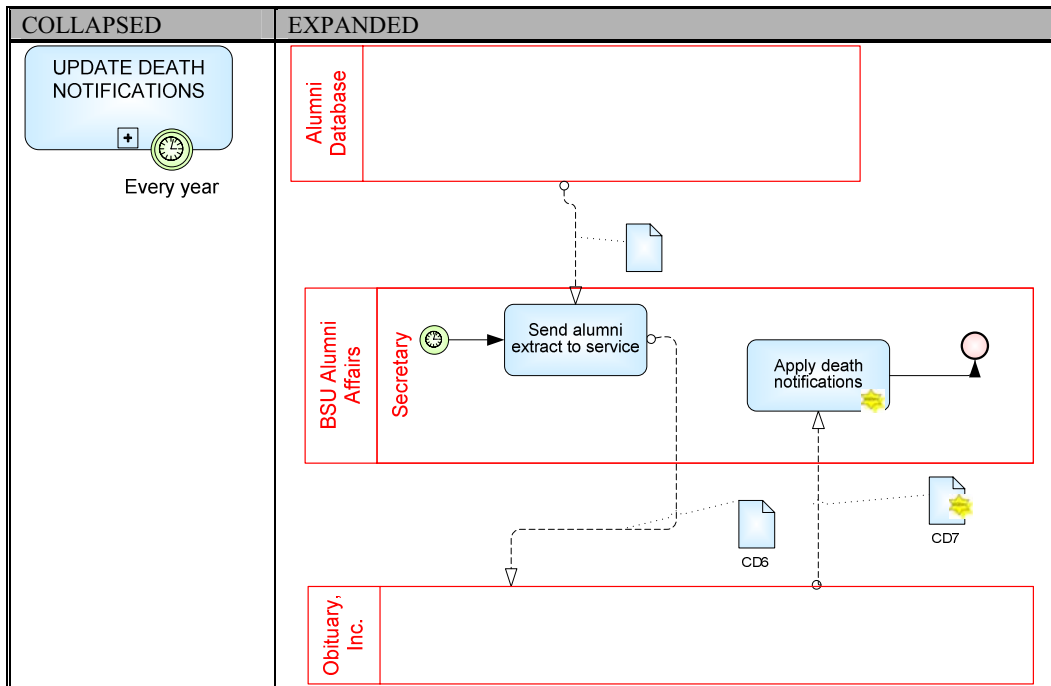 COLLAPSED
EXPANDED
UPDATE DEATH
NOTIFICATIONS
Every year
Alumni
Database
BSU Alumni
Affairs
Secretary
Send alumni
extract to service
Apply death
notifications
CD6
CD7
Obituary,
Inc.